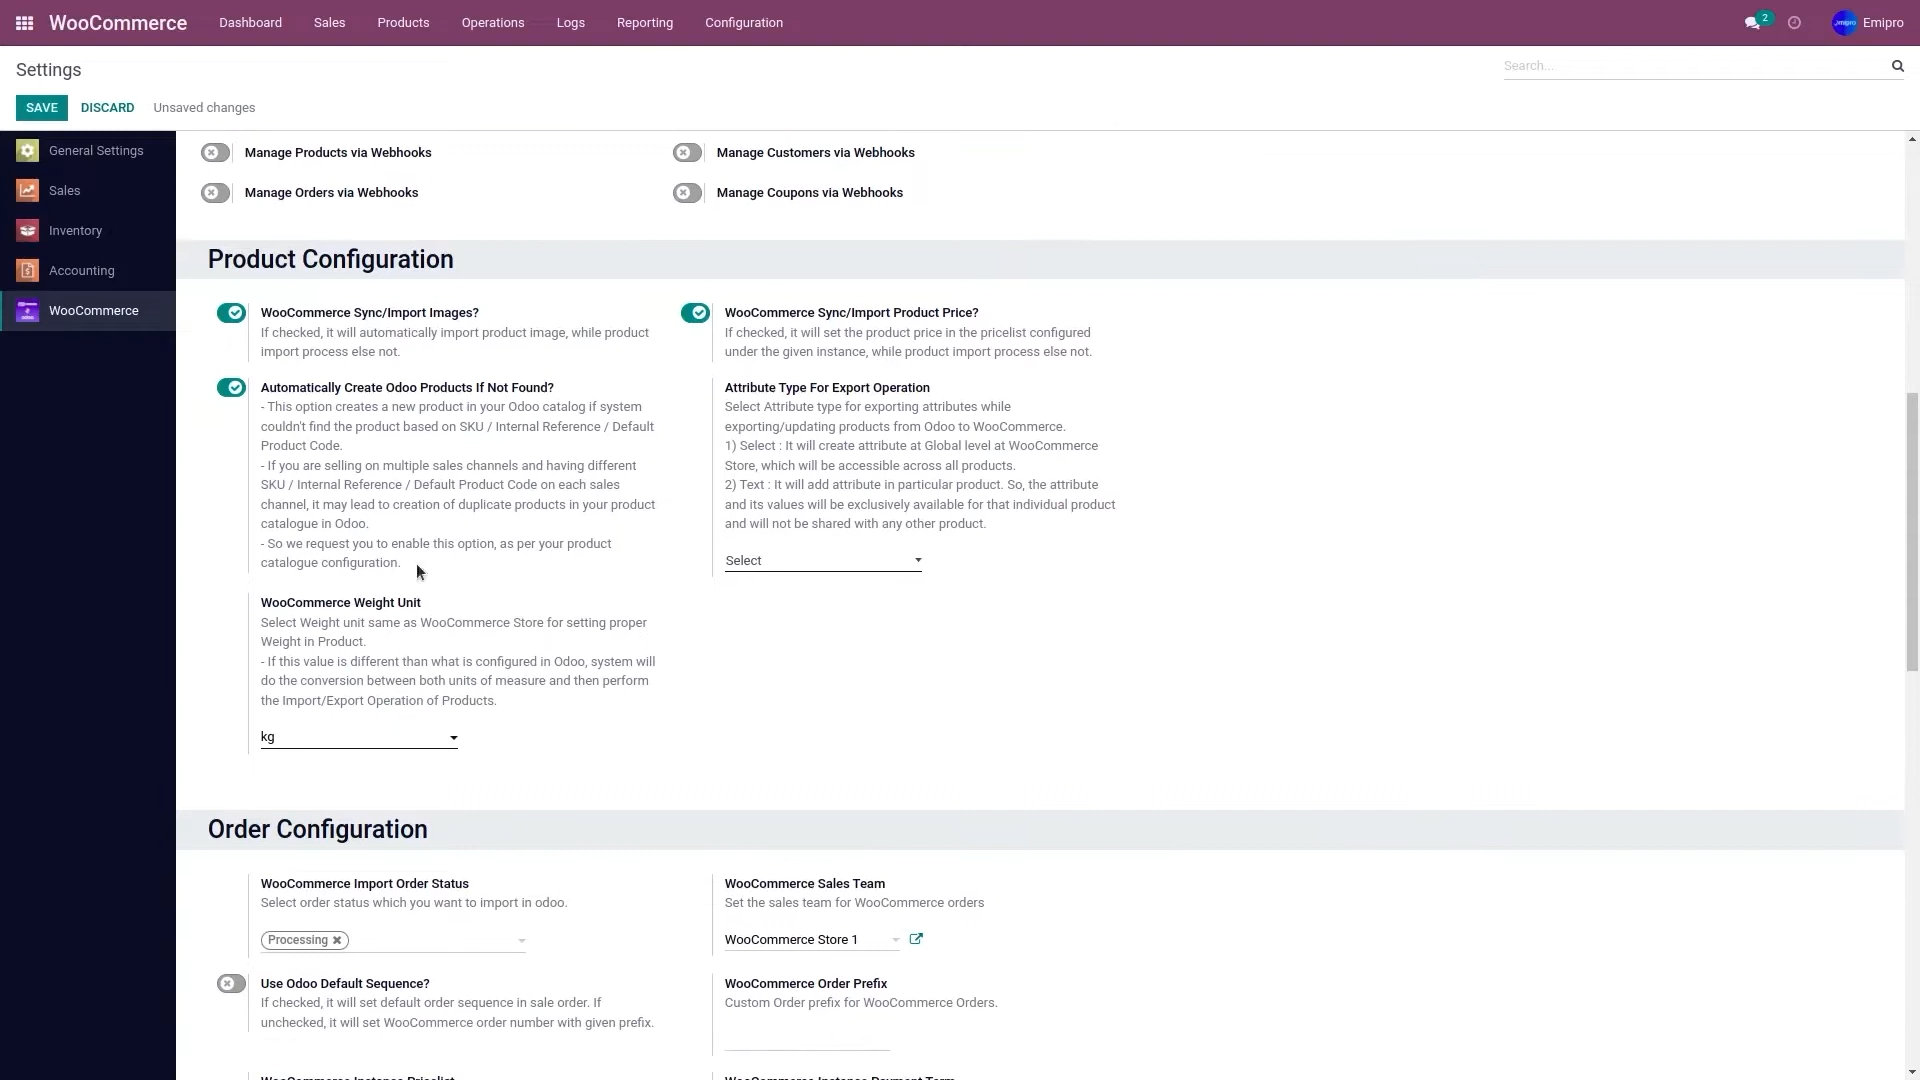 WooCommerce Dashboard Sales Products Operations Logs Reporting Configuration 2 Emipro
Settings
Search...
SAVE DISCARD Unsaved changes
General Settings
Sales
Inventory
Accounting
WooCommerce
Manage Products via Webhooks
Manage Customers via Webhooks
Manage Orders via Webhooks
Manage Coupons via Webhooks
Product Configuration
WooCommerce Sync/Import Images?
If checked, it will automatically import product image, while product
import process else not.
WooCommerce Sync/Import Product Price?
If checked, it will set the product price in the pricelist configured
under the given instance, while product import process else not.
Automatically Create Odoo Products If Not Found?
- This option creates a new product in your Odoo catalog if system
couldn't find the product based on SKU / Internal Reference / Default
Product Code.
- If you are selling on multiple sales channels and having different
SKU / Internal Reference / Default Product Code on each sales
channel, it may lead to creation of duplicate products in your product
catalogue in Odoo.
- So we request you to enable this option, as per your product
catalogue configuration.
Attribute Type For Export Operation
Select Attribute type for exporting attributes while
exporting/updating products from Odoo to WooCommerce.
1) Select : It will create attribute at Global level at WooCommerce
Store, which will be accessible across all products.
2) Text : It will add attribute in particular product. So, the attribute
and its values will be exclusively available for that individual product
and will not be shared with any other product.
Select
WooCommerce Weight Unit
Select Weight unit same as WooCommerce Store for setting proper
Weight in Product.
- If this value is different than what is configured in Odoo, system will
do the conversion between both units of measure and then perform
the Import/Export Operation of Products.
kg
Order Configuration
WooCommerce Import Order Status
Select order status which you want to import in odoo.
Processing
WooCommerce Sales Team
Set the sales team for WooCommerce orders
WooCommerce Store 1
Use Odoo Default Sequence?
If checked, it will set default order sequence in sale order. If
unchecked, it will set WooCommerce order number with given prefix.
WooCommerce Order Prefix
Custom Order prefix for WooCommerce Orders.
WooCommerce Instance Pricelist
WooCommerce Instance Payment Term